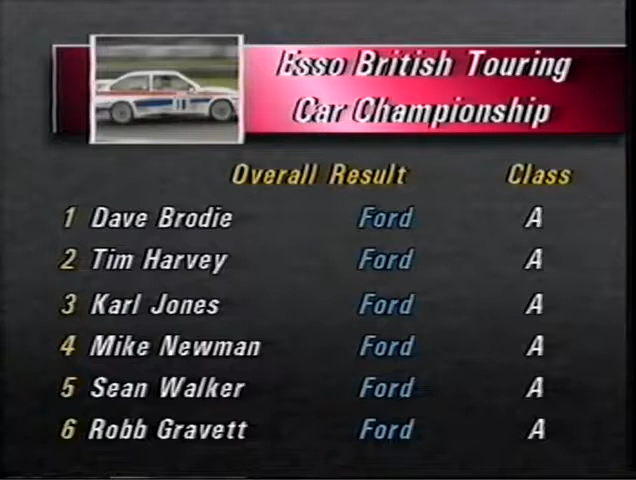 Esso British Touring
Car Championship
Overall Result Class
1 Dave Brodie Ford A
2 Tim Harvey Ford A
3 Karl Jones Ford A
4 Mike Newman Ford A
5 Sean Walker Ford A
6 Robb Gravett Ford A